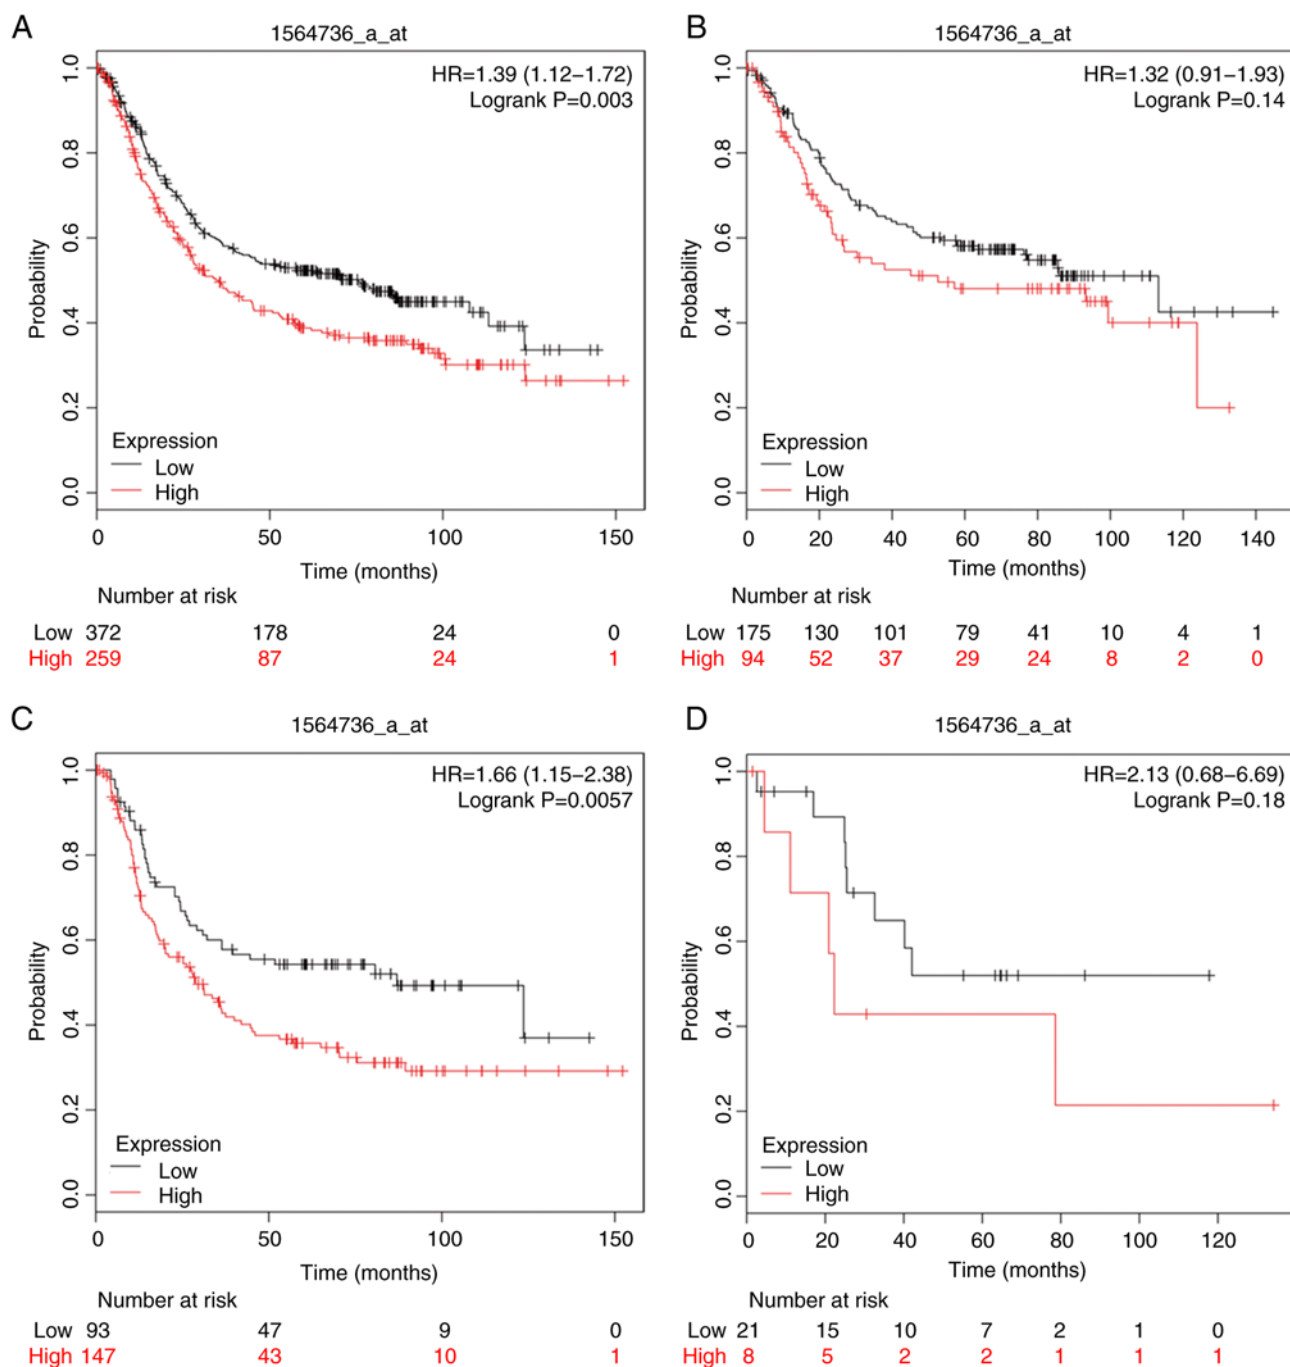 A
1564736_a_at
HR=1.39 (1.12–1.72)
Logrank P=0.003
Probability
1.0
0.8
0.6
0.4
0.2
0.0
Expression
Low
High
0 50 100 150
Time (months)
Number at risk
Low 372 178 24 0
High 259 87 24 1
B
1564736_a_at
HR=1.32 (0.91–1.93)
Logrank P=0.14
Probability
1.0
0.8
0.6
0.4
0.2
0.0
Expression
Low
High
0 20 40 60 80 100 120 140
Time (months)
Number at risk
Low 175 130 101 79 41 10 4 1
High 94 52 37 29 24 8 2 0
C
1564736_a_at
HR=1.66 (1.15–2.38)
Logrank P=0.0057
Probability
1.0
0.8
0.6
0.4
0.2
0.0
Expression
Low
High
0 50 100 150
Time (months)
Number at risk
Low 93 47 9 0
High 147 43 10 1
D
1564736_a_at
HR=2.13 (0.68–6.69)
Logrank P=0.18
Probability
1.0
0.8
0.6
0.4
0.2
0.0
Expression
Low
High
0 20 40 60 80 100 120
Time (months)
Number at risk
Low 21 15 10 7 2 1 0
High 8 5 2 2 1 1 1